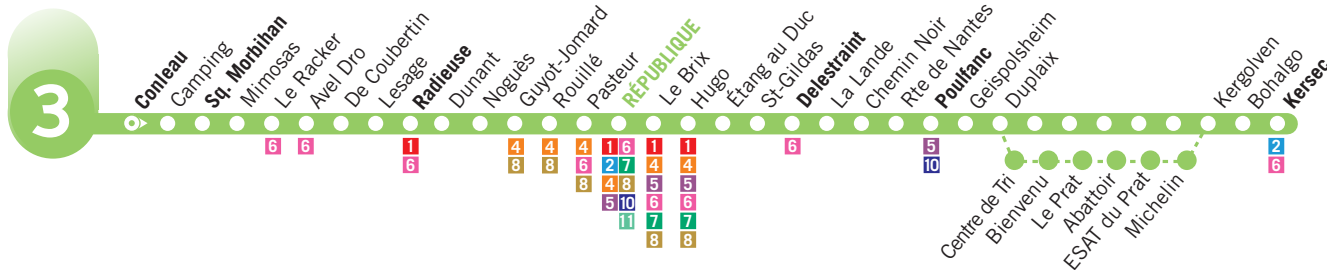 3
Conleau
Camping
Sq. Morbihan
Mimosas
Le Racker
Avel Dro
De Coubertin
Lesage
Radieuse
Dunant
Noguès
Guyot-Jomard
Rouillé
Pasteur
RÉPUBLIQUE
Le Brix
Hugo
Étang au Duc
St-Gildas
Delestraint
La Lande
Chemin Noir
Rte de Nantes
Poulfanc
Geispolsheim
Duplaix
Kergolven
Bohalgo
Kersec
6
6
1
6
4
8
4
8
4
6
8
1 6
2 7
4 8
5 10
11
1
4
5
6
7
8
1
4
5
6
7
8
6
5
10
2
6
Centre de Tri
Bienvenu
Le Prat
Abattoir
ESAT du Prat
Michelin